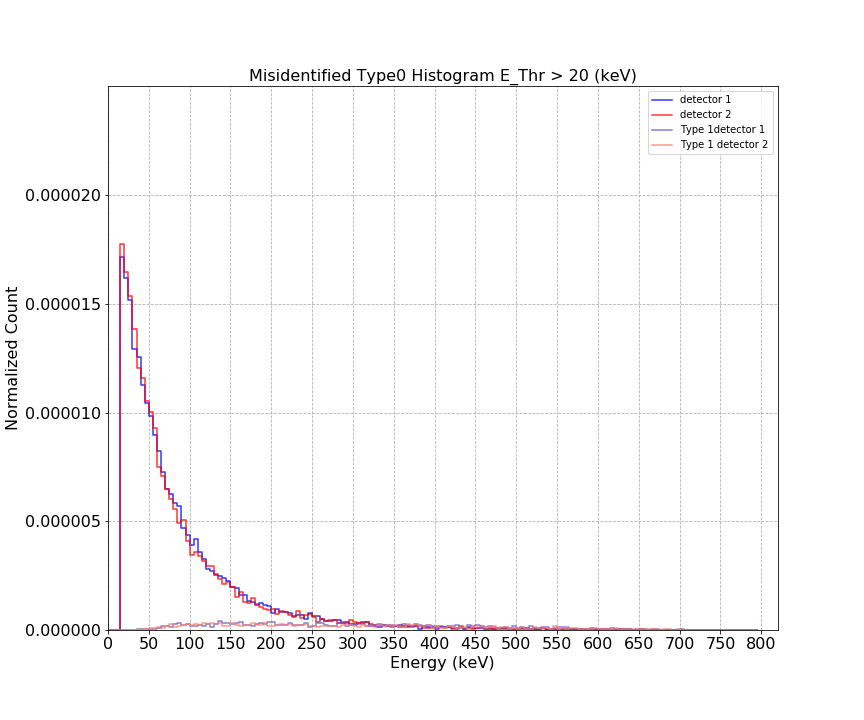 Misidentified Type0 Histogram E_Thr > 20 (keV)
detector 1
detector 2
Type 1detector 1
Type 1 detector 2
Normalized Count
0.000020
0.000015
0.000010
0.000005
0.000000
0 50 100 150 200 250 300 350 400 450 500 550 600 650 700 750 800
Energy (keV)